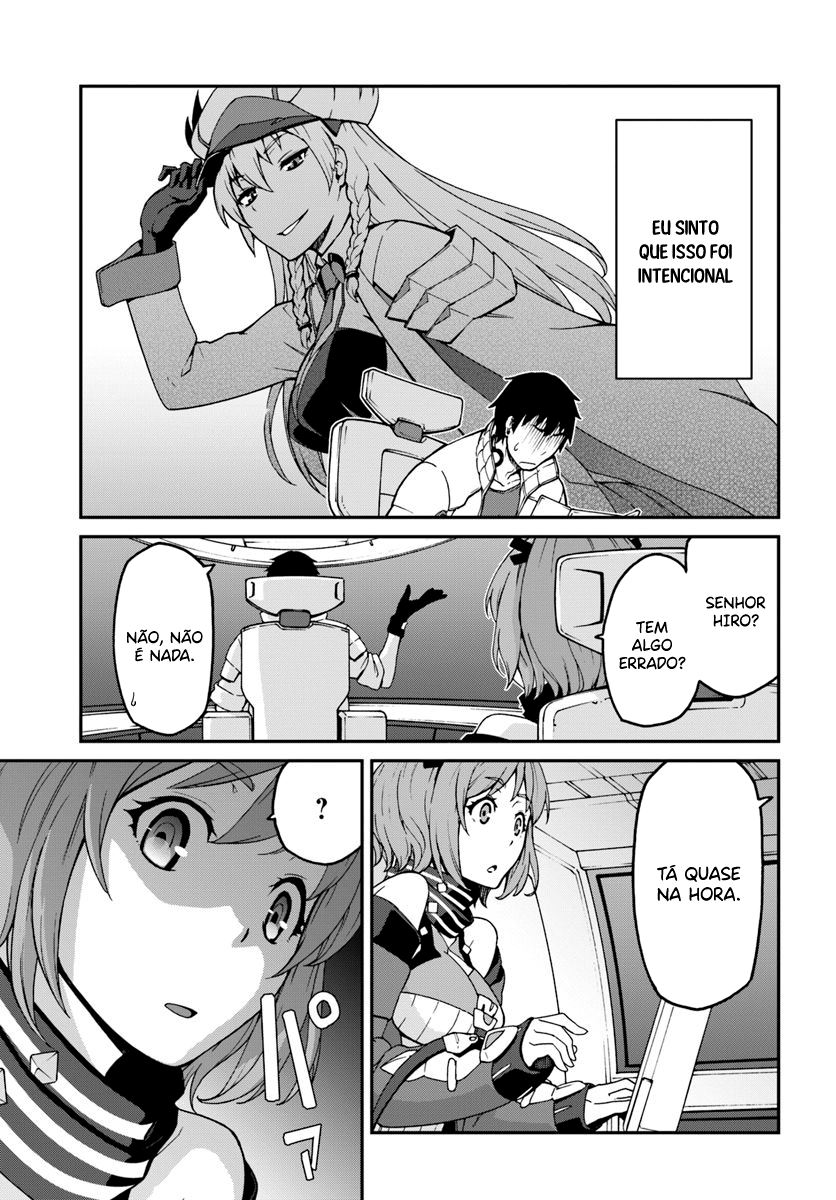 EU SINTO
QUE ISSO FOI
INTENCIONAL
SENHOR
HIRO?
TEM
ALGO
ERRADO?
NÃO, NÃO
É NADA.
TÁ QUASE
NA HORA.
?
パァ